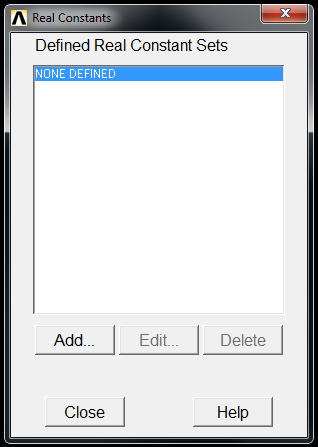 Real Constants
Defined Real Constant Sets
NONE DEFINED
Add... Edit... Delete
Close Help